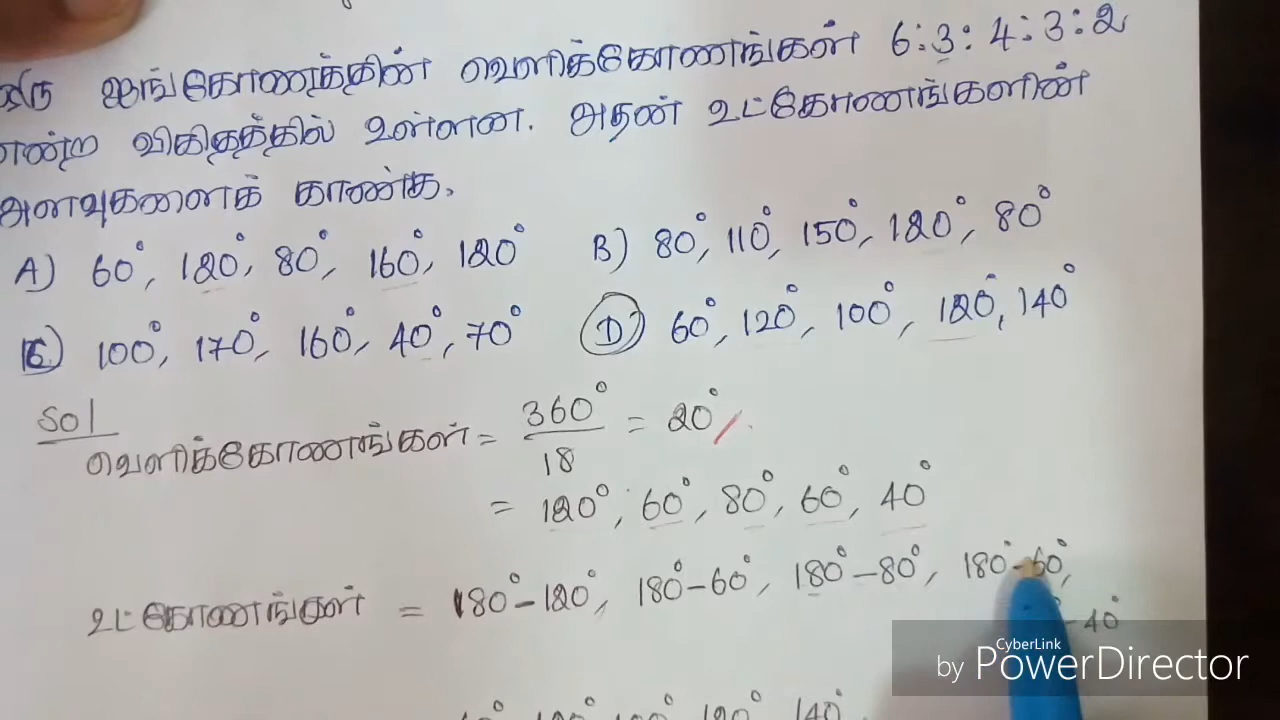 ஒரு ஐங்கோணத்தின் வெளிக்கோணங்கள் 6:3:4:3:2
என்ற விகிதத்தில் உள்ளன. அதன் உட்கோணங்களின்
அளவுகளைக் காண்க.
A) 60°, 120°, 80°, 160°, 120° B) 80°, 110°, 150°, 120°, 80°
C) 100°, 170°, 160°, 40°, 70° D) 60°, 120°, 100°, 120°, 140°
Sol
வெளிக்கோணங்கள் = 360°/18 = 20°
= 120°, 60°, 80°, 60°, 40°
உட்கோணங்கள் = 180°-120°, 180°-60°, 180°-80°, 180°-60°,
-40°
120° 140°
by CyberLink PowerDirector